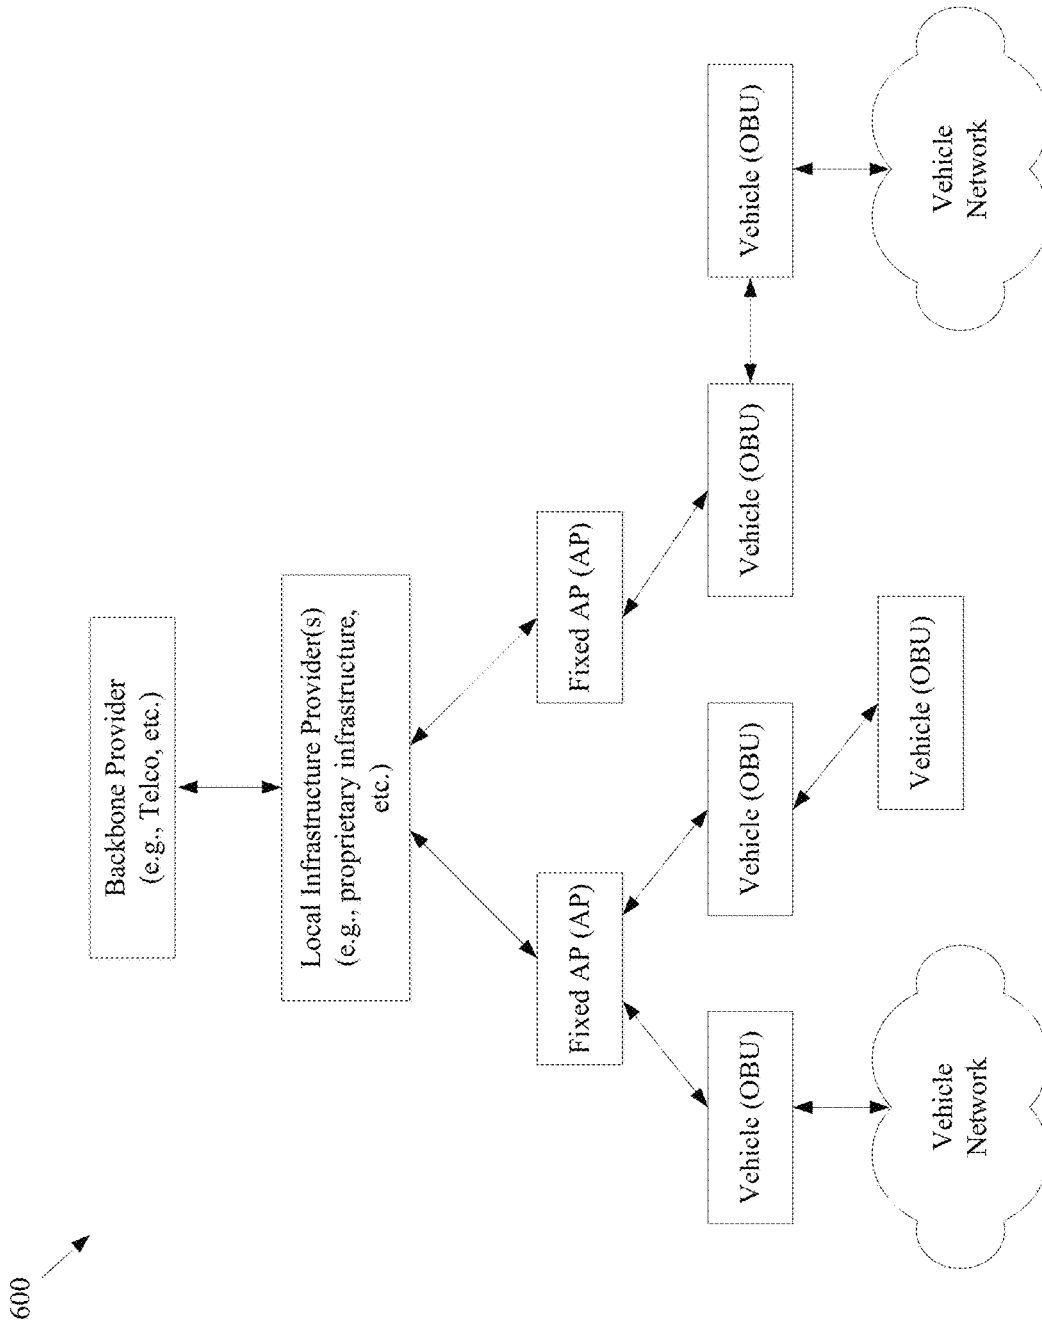 600
Backbone Provider
(e.g., Telco, etc.)
Local Infrastructure Provider(s)
(e.g., proprietary infrastructure,
etc.)
Fixed AP (AP)
Fixed AP (AP)
Vehicle (OBU)
Vehicle (OBU)
Vehicle (OBU)
Vehicle (OBU)
Vehicle (OBU)
Vehicle
Network
Vehicle
Network